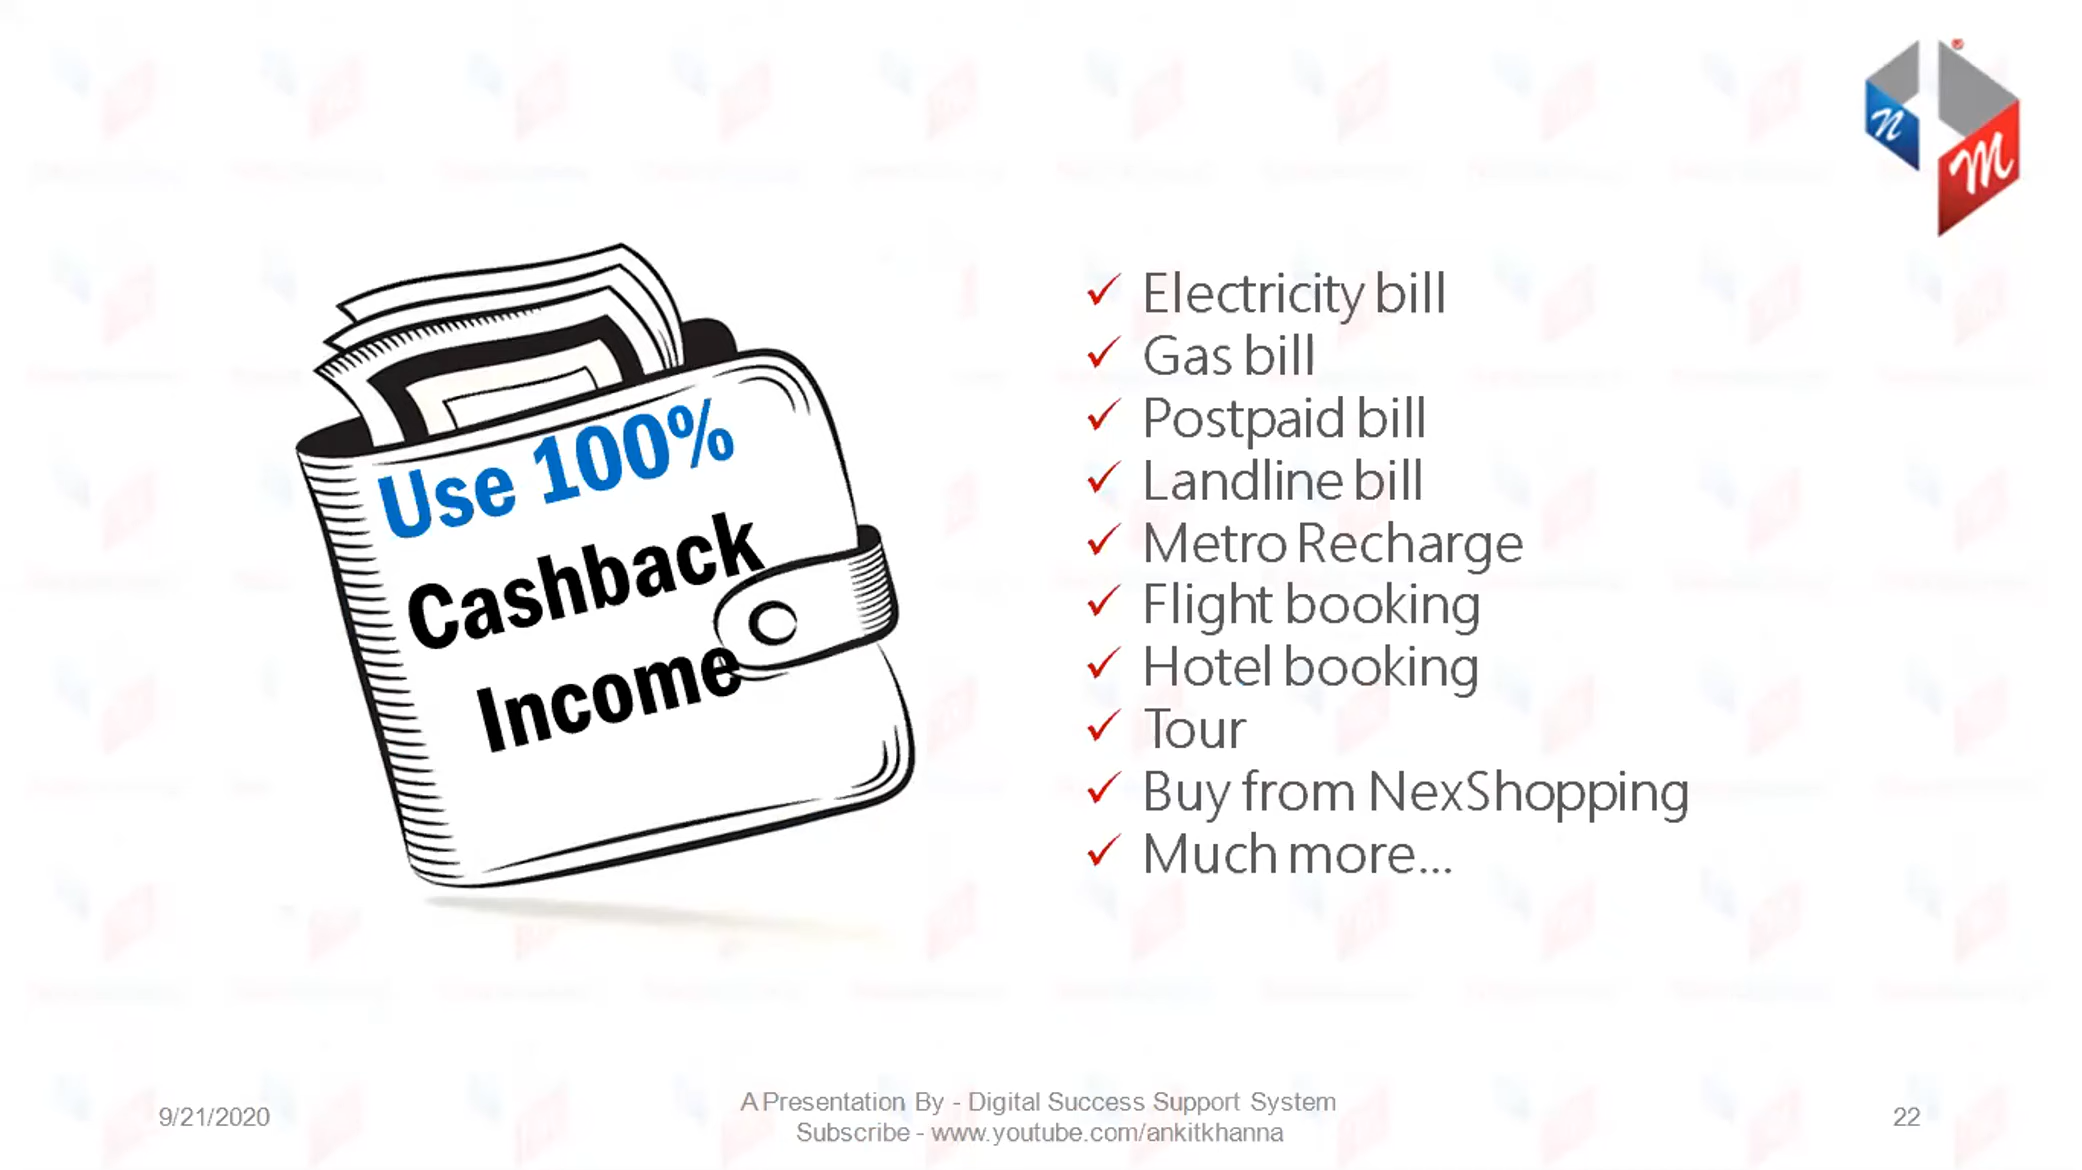 n
M
Use 100%
Cashback
Income
Electricity bill
Gas bill
Postpaid bill
Landline bill
Metro Recharge
Flight booking
Hotel booking
Tour
Buy from NexShopping
Much more...
9/21/2020
A Presentation By - Digital Success Support System
Subscribe - www.youtube.com/ankitkhanna
22